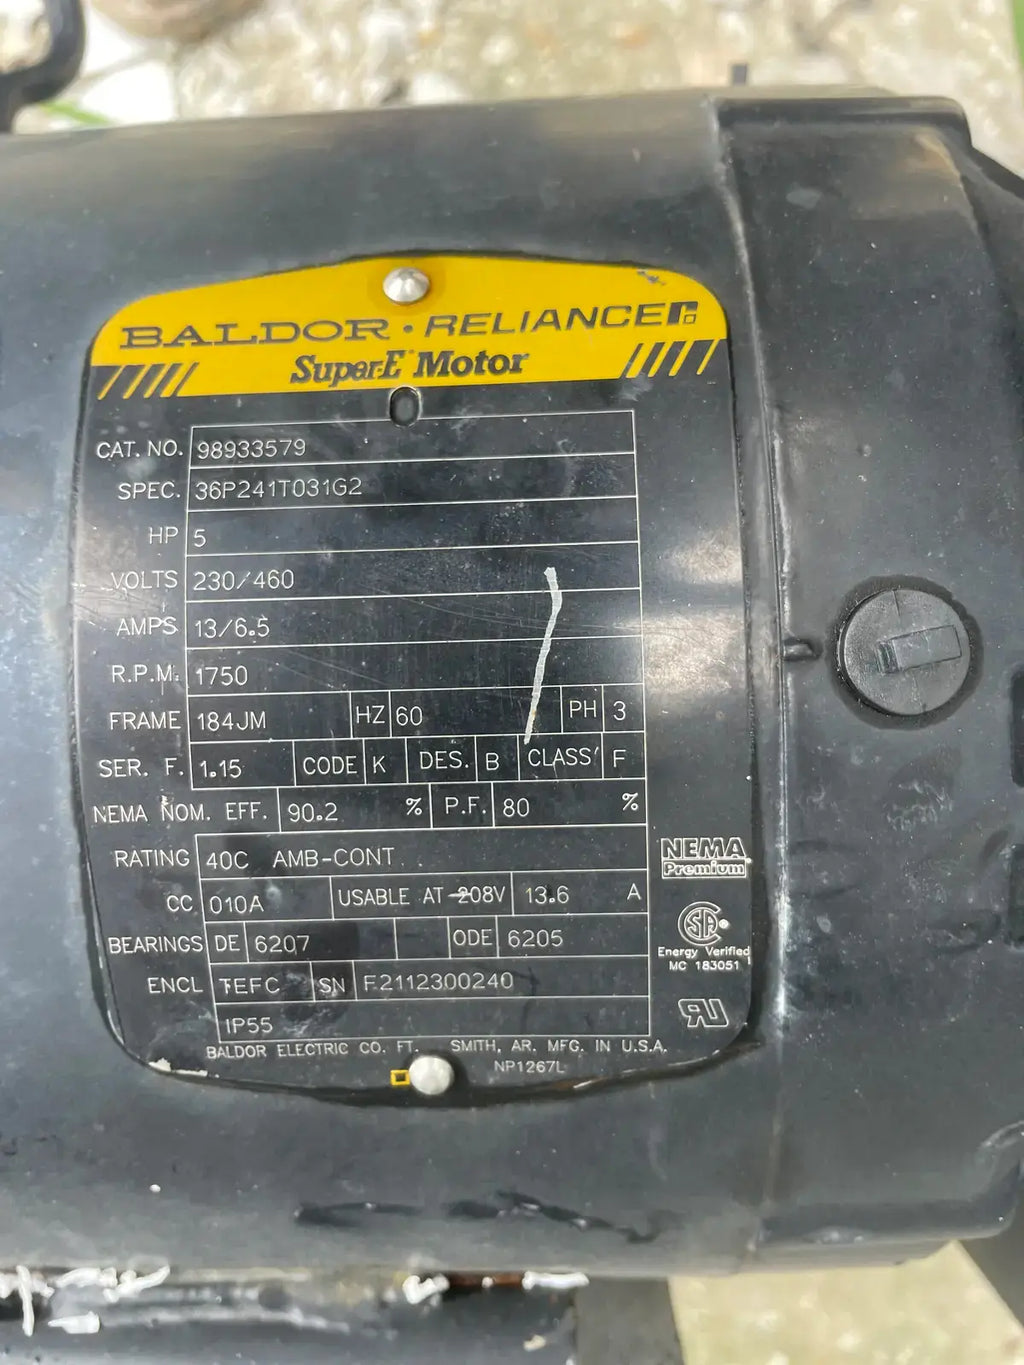 BALDOR · RELIANCE
Super-E Motor
CAT. NO. 98933579
SPEC. 36P241T031G2
HP 5
VOLTS 230/460
AMPS 13/6.5
R.P.M. 1750
FRAME 184JM HZ 60 PH 3
SER. F. 1.15 CODE K DES. B CLASS F
NEMA NOM. EFF. 90.2 % P.F. 80 %
RATING 40C AMB-CONT
CC 010A USABLE AT 208V 13.6 A
BEARINGS DE 6207 ODE 6205
ENCL TEFC SN F2112300240
IP55
NEMA
Premium
SA
Energy Verified
MC 183051
BALDOR ELECTRIC CO. FT. SMITH, AR. MFG. IN U.S.A.
NP1267L